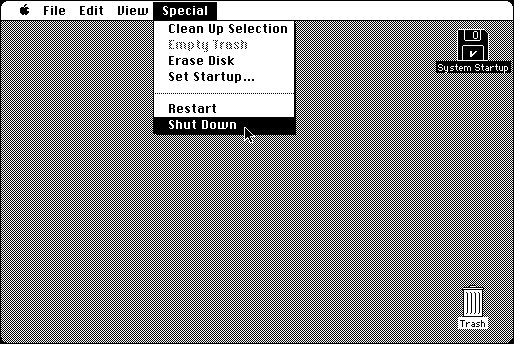 File Edit View Special
Clean Up Selection
Empty Trash
Erase Disk
Set Startup...
Restart
Shut Down
System Startup
Trash